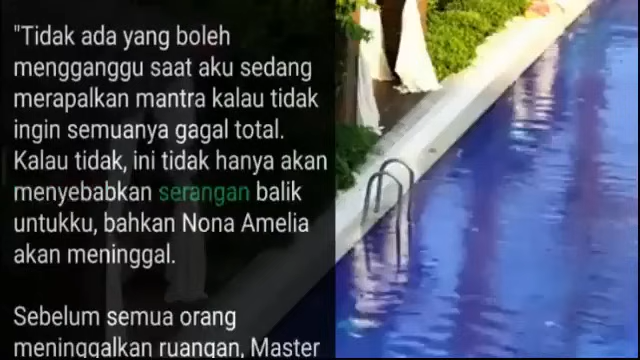 "Tidak ada yang boleh
mengganggu saat aku sedang
merapalkan mantra kalau tidak
ingin semuanya gagal total.
Kalau tidak, ini tidak hanya akan
menyebabkan serangan balik
untukku, bahkan Nona Amelia
akan meninggal.
Sebelum semua orang
meninggalkan ruangan, Master